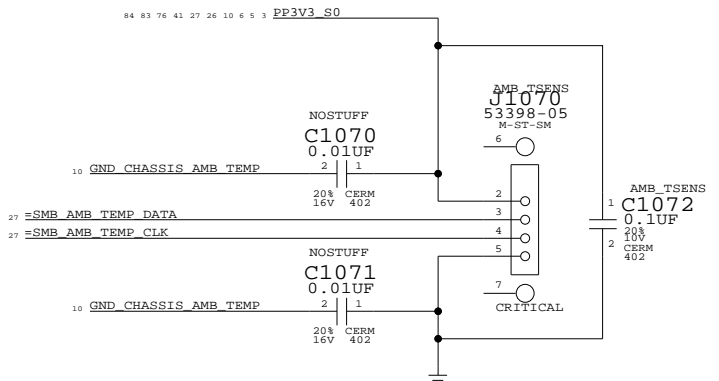 84 83 76 41 27 26 10 6 5 3 PP3V3_S0
AMB_TSENS
J1070
53398-05
M-ST-SM
6
NOSTUFF
C1070
0.01UF
10 GND_CHASSIS_AMB_TEMP
2 1
20% CERM
16V 402
AMB_TSENS
1 C1072
0.1UF
20%
10V
2 CERM
402
2
27 =SMB_AMB_TEMP_DATA
3
27 =SMB_AMB_TEMP_CLK
4
5
NOSTUFF
C1071
0.01UF
7
10 GND_CHASSIS_AMB_TEMP
2 1
CRITICAL
20% CERM
16V 402